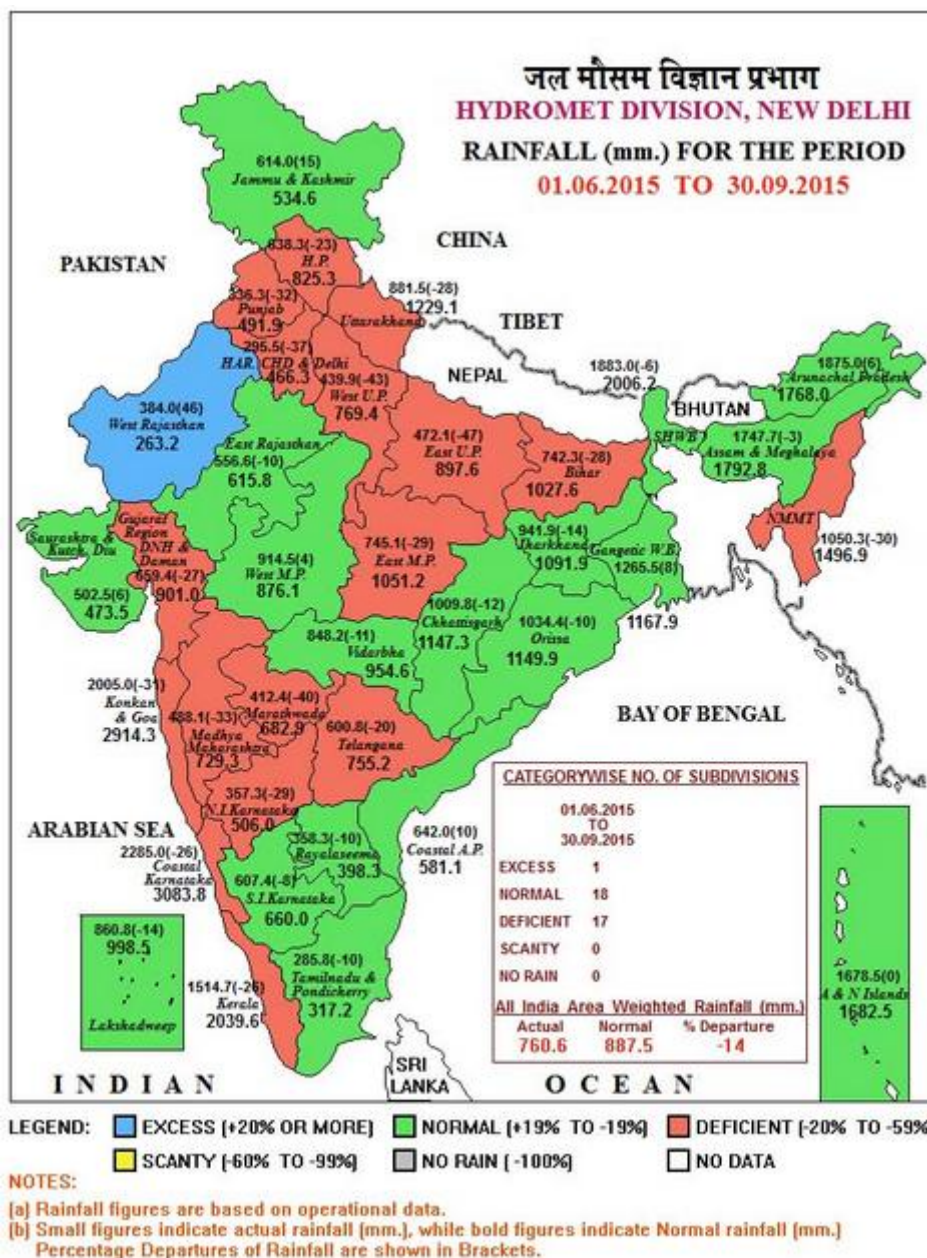 जल मौसम विज्ञान प्रभाग
HYDROMET DIVISION, NEW DELHI
RAINFALL (mm.) FOR THE PERIOD
01.06.2015 TO 30.09.2015
614.0(15)
Jammu & Kashmir
534.6
CHINA
PAKISTAN
638.3(-23)
H.P.
825.3
881.5(-28)
1229.1
Uttarakhand
336.3(-32)
Punjab
491.9
TIBET
295.5(-37)
HAR. CHD & Delhi
466.3
NEPAL
1883.0(-6)
2006.2
1875.0(6)
Arunachal Pradesh
1768.0
BHUTAN
439.9(-43)
West U.P.
769.4
384.0(46)
West Rajasthan
263.2
East Rajasthan
556.6(-10)
615.8
472.1(-47)
East U.P.
897.6
742.3(-28)
Bihar
1027.6
SHWB
1747.7(-3)
Assam & Meghalaya
1792.8
NMMT
1050.3(-30)
1496.9
Gujarat
Region
DNH &
Daman
659.4(-27)
901.0
Saurashtra &
Kutch, Diu
502.5(6)
473.5
914.5(4)
West M.P.
876.1
745.1(-29)
East M.P.
1051.2
941.9(-14)
Jharkhand
1091.9
Gangetic W.B.
1265.5(8)
1167.9
1009.8(-12)
Chhattisgarh
1147.3
1034.4(-10)
Orissa
1149.9
848.2(-11)
Vidarbha
954.6
2005.0(-31)
Konkan
& Goa
2914.3
488.1(-33)
Madhya
Maharashtra
729.3
412.4(-40)
Marathwada
682.9
600.8(-20)
Telangana
755.2
BAY OF BENGAL
357.3(-29)
N.I.Karnataka
506.0
ARABIAN SEA
2285.0(-26)
Coastal
Karnataka
3083.8
358.3(-10)
Rayalaseema
398.3
642.0(10)
Coastal A.P.
581.1
607.4(-8)
S.I.Karnataka
660.0
860.8(-14)
998.5
Lakshadweep
1514.7(-26)
Kerala
2039.6
285.8(-10)
Tamilnadu &
Pondicherry
317.2
CATEGORYWISE NO. OF SUBDIVISIONS
01.06.2015
TO
30.09.2015
EXCESS 1
NORMAL 18
DEFICIENT 17
SCANTY 0
NO RAIN 0
All India Area Weighted Rainfall (mm.)
Actual Normal % Departure
760.6 887.5 -14
1678.5(0)
A & N Islands
1682.5
SRI
LANKA
INDIAN OCEAN
LEGEND: EXCESS (+20% OR MORE) NORMAL (+19% TO -19%) DEFICIENT (-20% TO -59%
SCANTY (-60% TO -99%) NO RAIN (-100%) NO DATA
NOTES:
(a) Rainfall figures are based on operational data.
(b) Small figures indicate actual rainfall (mm.), while bold figures indicate Normal rainfall (mm.)
Percentage Departures of Rainfall are shown in Brackets.